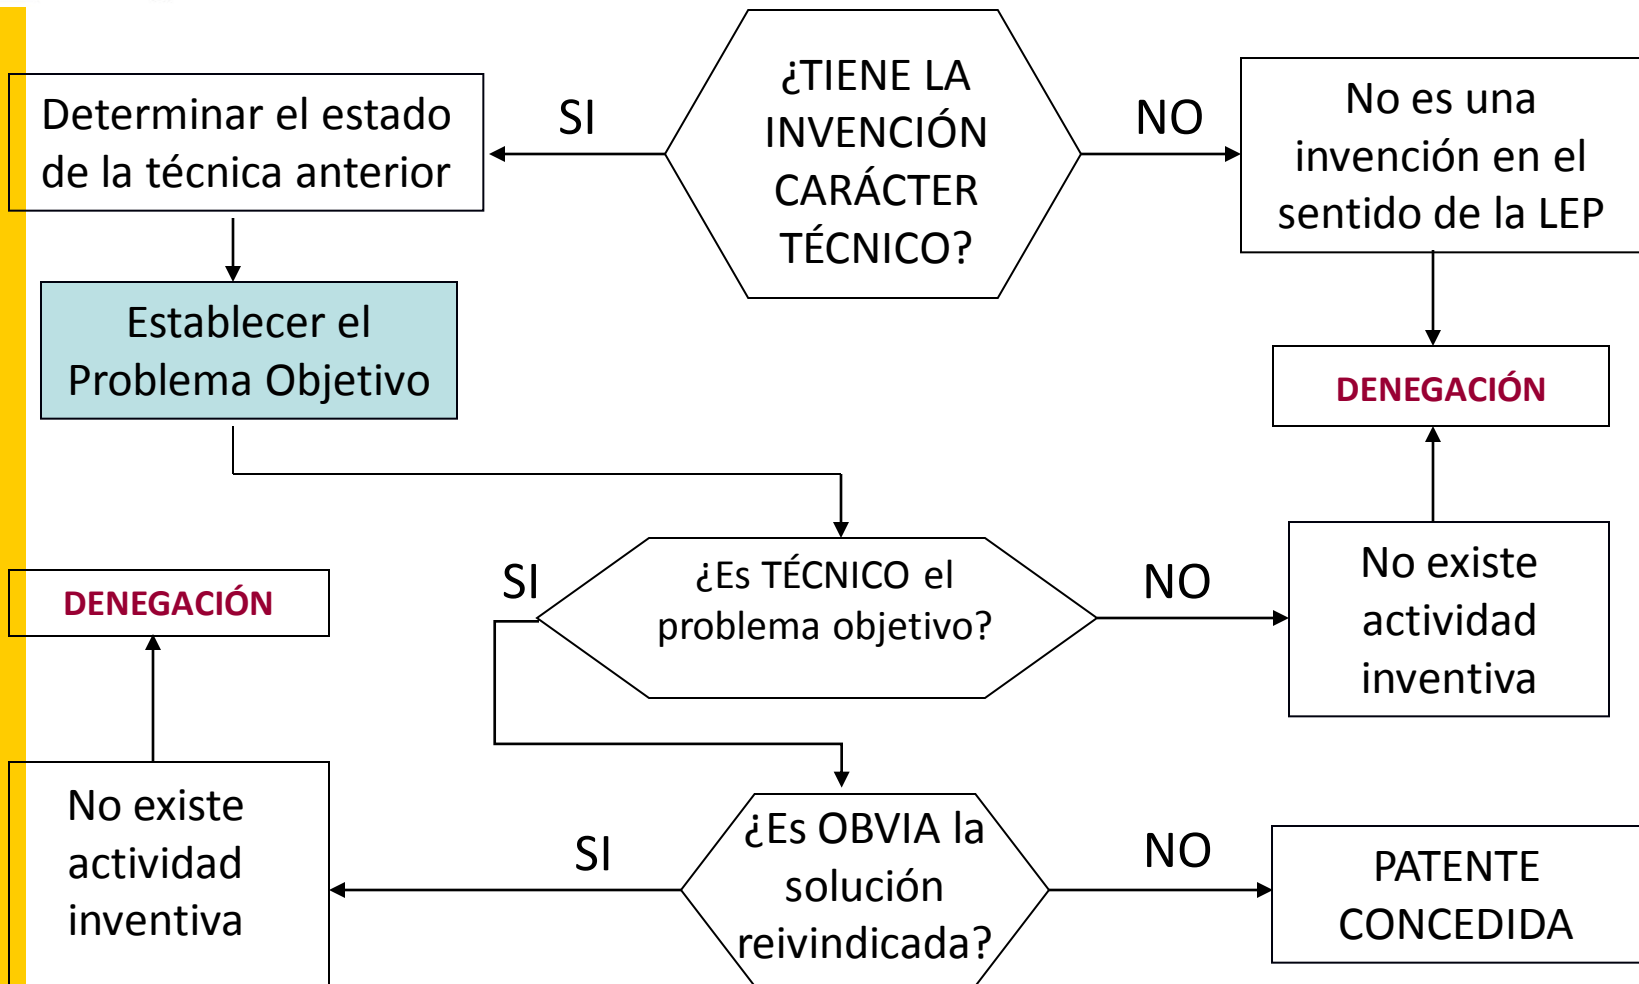 ¿TIENE LA
INVENCIÓN
CARÁCTER
TÉCNICO?
SI
NO
Determinar el estado
de la técnica anterior
No es una
invención en el
sentido de la LEP
Establecer el
Problema Objetivo
DENEGACIÓN
¿Es TÉCNICO el
problema objetivo?
SI
NO
No existe
actividad
inventiva
DENEGACIÓN
No existe
actividad
inventiva
SI
¿Es OBVIA la
solución
reivindicada?
NO
PATENTE
CONCEDIDA